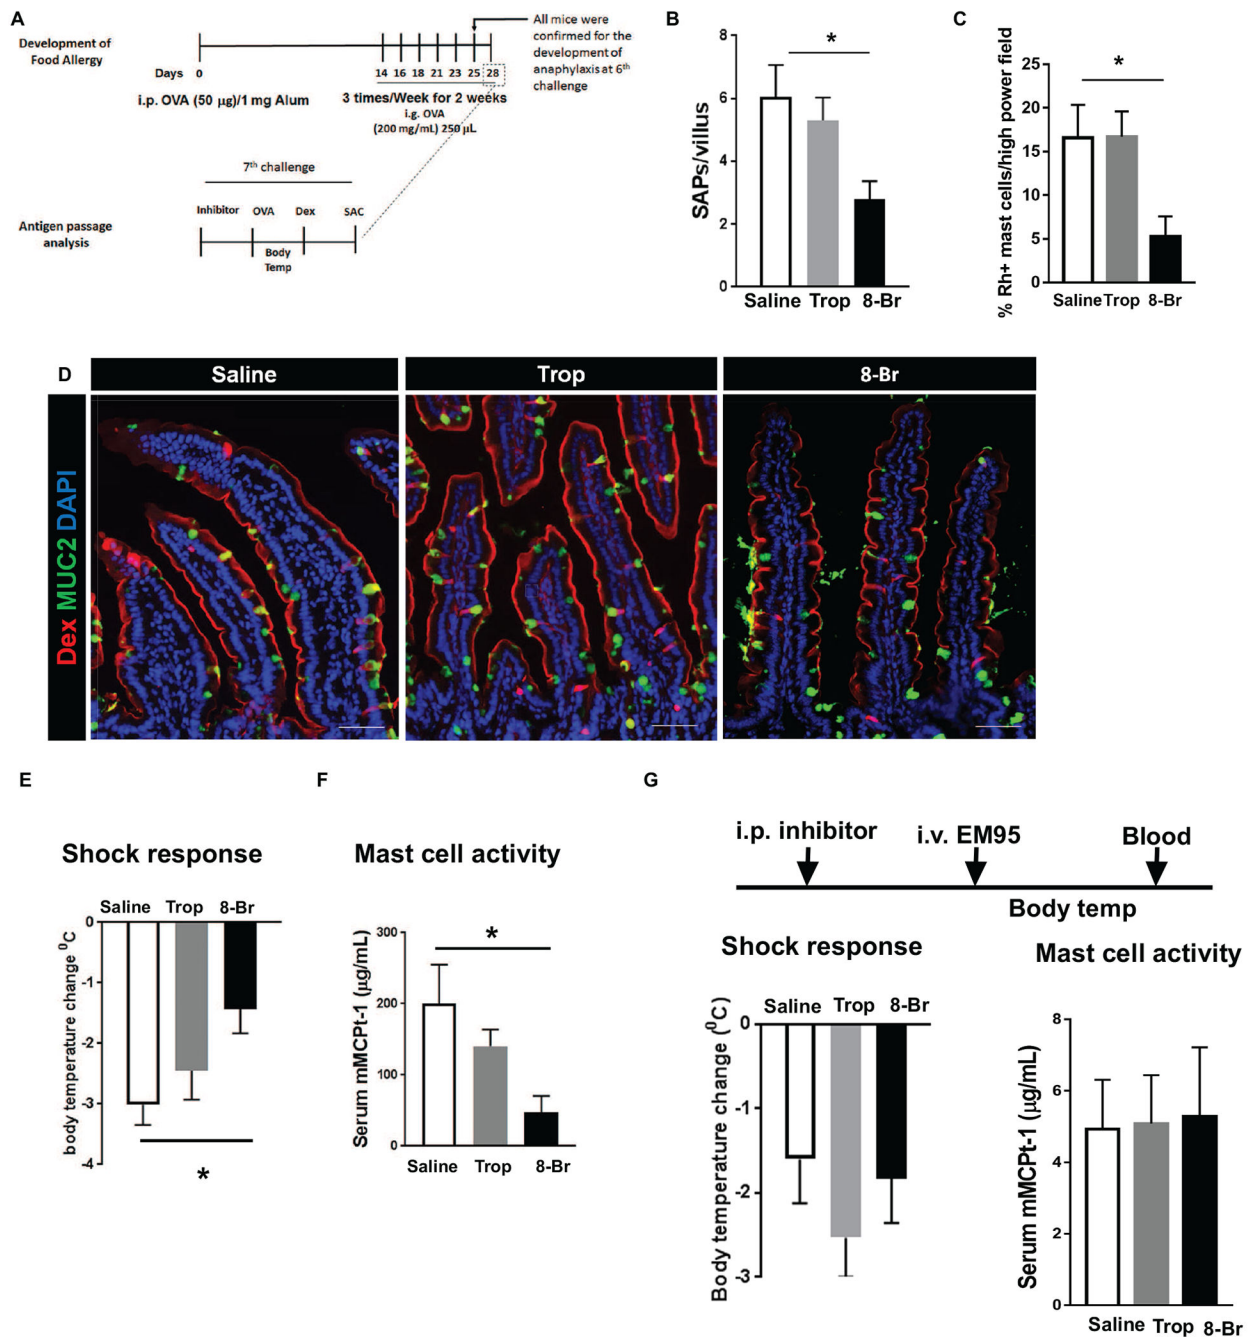 A
Development of
Food Allergy
Days
0
14 16 18 21 23 25 28
All mice were
confirmed for the
development of
anaphylaxis at 6th
challenge
i.p. OVA (50 µg)/1 mg Alum
3 times/Week for 2 weeks
i.g. OVA
(200 mg/mL) 250 µL
7th challenge
Inhibitor OVA Dex SAC
Antigen passage
analysis
Body
Temp
B
SAPs/villus
8
6
4
2
0
*
Saline Trop 8-Br
C
% Rh+ mast cells/high power field
25
20
15
10
5
0
*
Saline Trop 8-Br
D
Saline
Trop
8-Br
Dex MUC2 DAPI
E
Shock response
Saline Trop 8-Br
body temperature change 0C
0
-1
-2
-3
-4
*
F
Mast cell activity
Serum mMCPt-1 (µg/mL)
300
200
100
0
*
Saline Trop 8-Br
G
i.p. inhibitor
i.v. EM95
Blood
Body temp
Shock response
Saline Trop 8-Br
Body temperature change (0C)
0
-1
-2
-3
Mast cell activity
Serum mMCPt-1 (µg/mL)
8
6
4
2
0
Saline Trop 8-Br